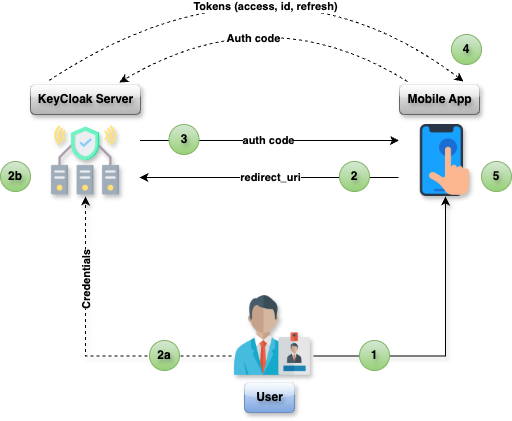 Tokens (access, id, refresh)
Auth code
4
KeyCloak Server
Mobile App
3
auth code
2b
redirect_uri
2
5
Credentials
2a
1
User